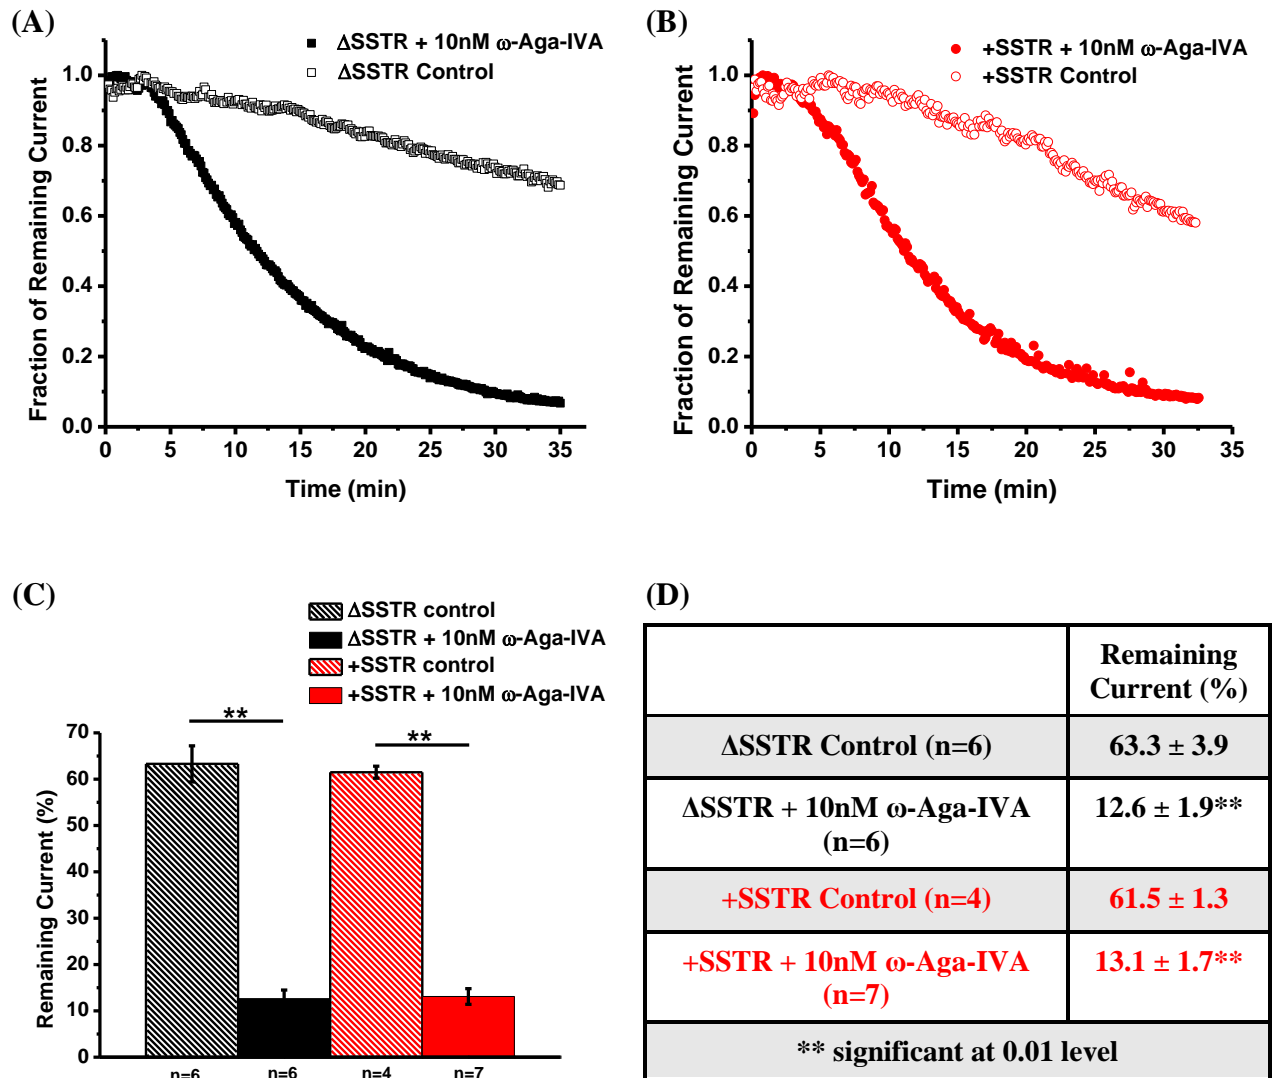 (A)
ΔSSTR + 10nM ω-Aga-IVA
ΔSSTR Control
Fraction of Remaining Current
1.0
0.8
0.6
0.4
0.2
0.0
0 5 10 15 20 25 30 35
Time (min)
(B)
+SSTR + 10nM ω-Aga-IVA
+SSTR Control
Fraction of Remaining Current
1.0
0.8
0.6
0.4
0.2
0.0
0 5 10 15 20 25 30 35
Time (min)
(C)
ΔSSTR control
ΔSSTR + 10nM ω-Aga-IVA
+SSTR control
+SSTR + 10nM ω-Aga-IVA
Remaining Current (%)
70
60
50
40
30
20
10
0
** **
n=6 n=6 n=4 n=7
(D)
Remaining
Current (%)
ΔSSTR Control (n=6) 63.3 ± 3.9
ΔSSTR + 10nM ω-Aga-IVA 12.6 ± 1.9**
(n=6)
+SSTR Control (n=4) 61.5 ± 1.3
+SSTR + 10nM ω-Aga-IVA 13.1 ± 1.7**
(n=7)
** significant at 0.01 level